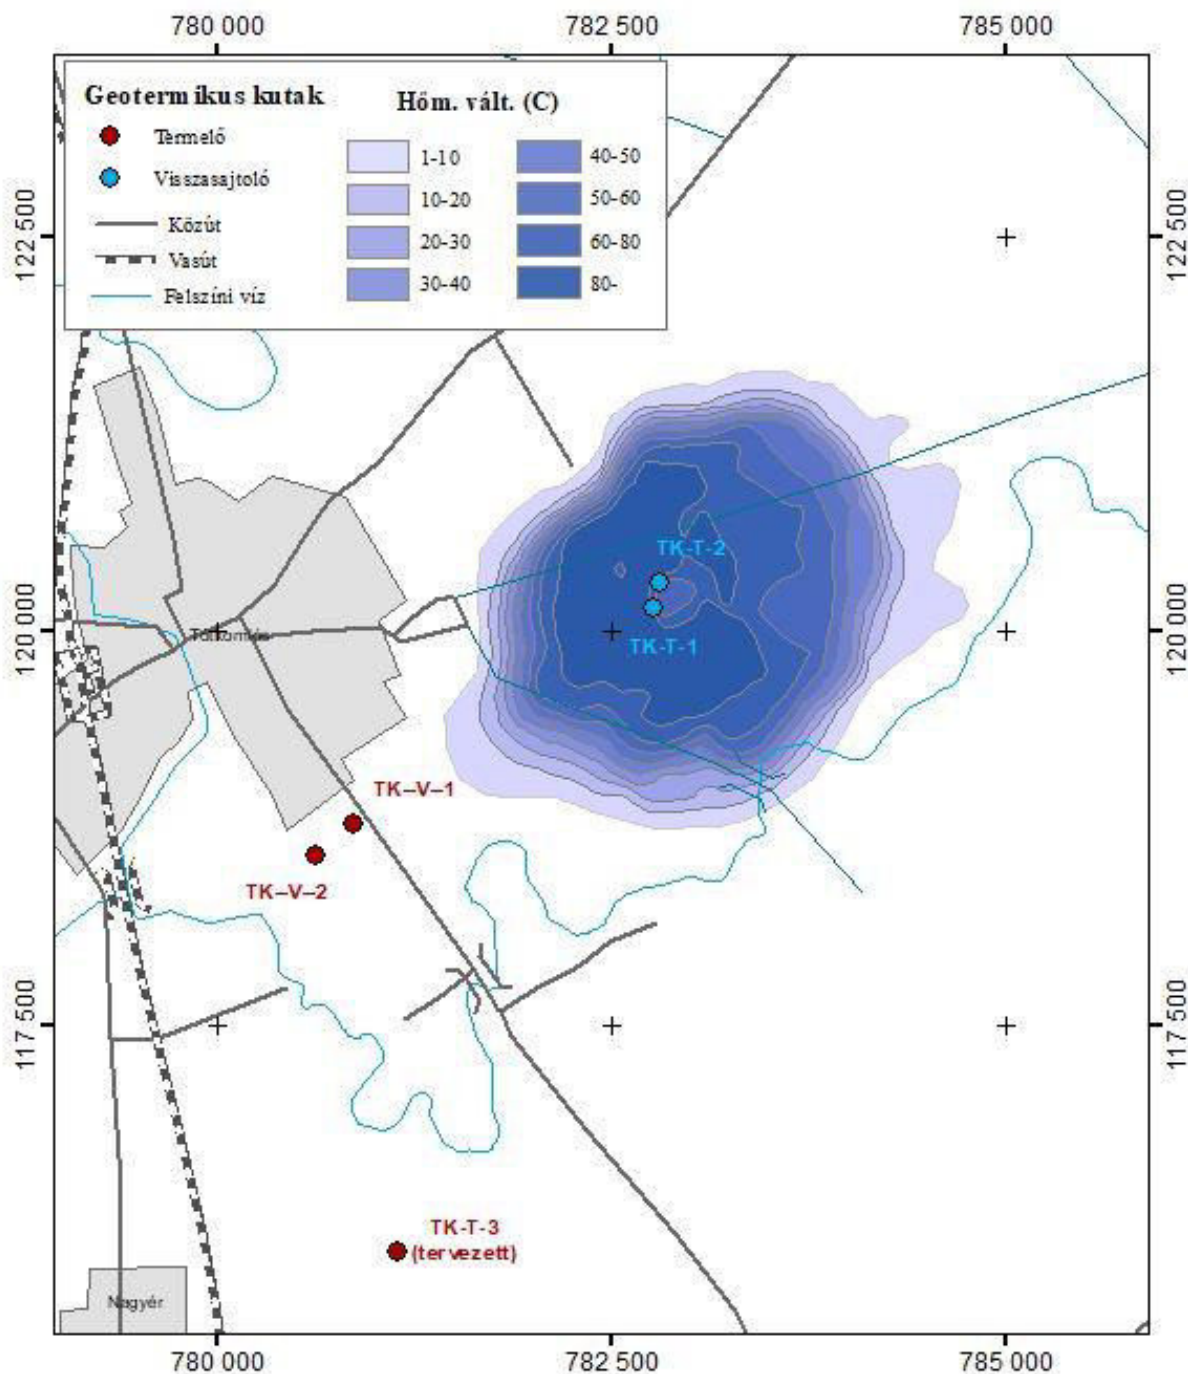 780 000
782 500
785 000
Geotermikus kutak
Termelő
Visszasajtoló
Közút
Vasút
Felszíni víz
Hőm. vált. (C)
1-10
10-20
20-30
30-40
40-50
50-60
60-80
80-
122 500
122 500
TK-T-2
TK-T-1
120 000
120 000
Tótkomlós
TK–V–1
TK–V–2
117 500
117 500
TK-T-3
(tervezett)
Nagyér
780 000
782 500
785 000